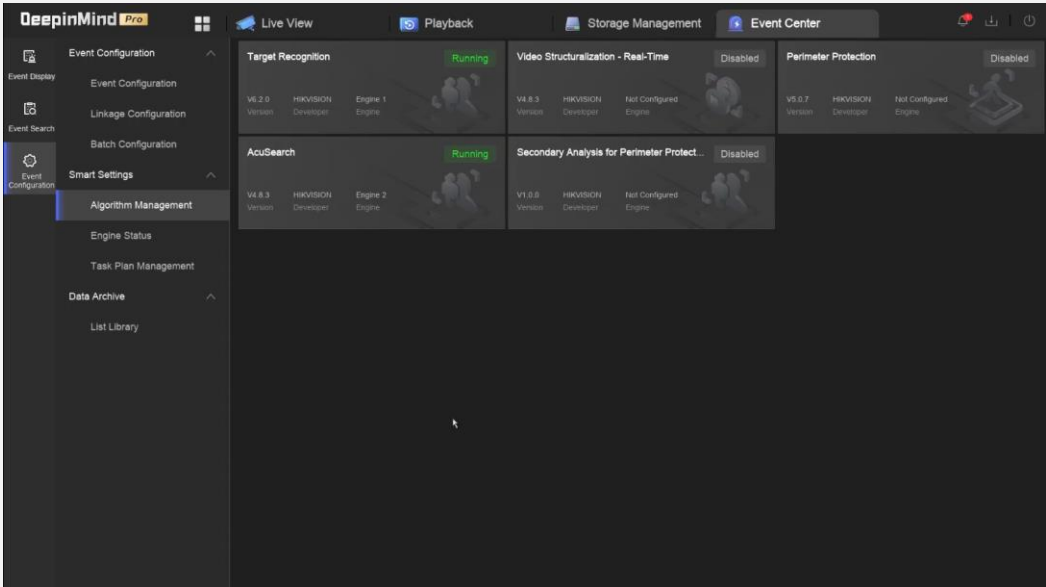 DeepinMind Pro
Live View
Playback
Storage Management
Event Center
Event Display
Event Search
Event Configuration
Event Configuration
Event Configuration
Linkage Configuration
Batch Configuration
Smart Settings
Algorithm Management
Engine Status
Task Plan Management
Data Archive
List Library
Target Recognition Running
V6.2.0 HIKVISION Engine 1
Version Developer Engine
Video Structuralization - Real-Time Disabled
V4.8.3 HIKVISION Not Configured
Version Developer Engine
Perimeter Protection Disabled
V5.0.7 HIKVISION Not Configured
Version Developer Engine
AcuSearch Running
V4.8.3 HIKVISION Engine 2
Version Developer Engine
Secondary Analysis for Perimeter Protect... Disabled
V1.0.0 HIKVISION Not Configured
Version Developer Engine